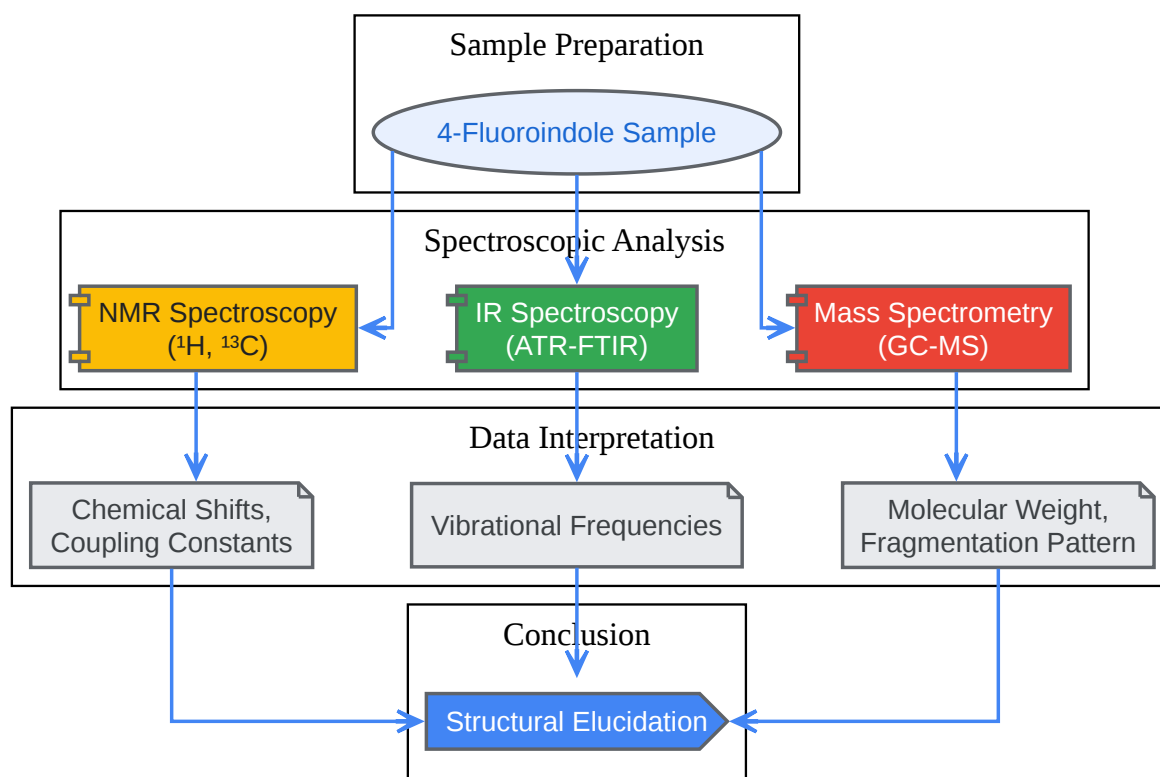 Sample Preparation
4-Fluoroindole Sample
Spectroscopic Analysis
NMR Spectroscopy
(¹H, ¹³C)
IR Spectroscopy
(ATR-FTIR)
Mass Spectrometry
(GC-MS)
Data Interpretation
Chemical Shifts,
Coupling Constants
Vibrational Frequencies
Molecular Weight,
Fragmentation Pattern
Conclusion
Structural Elucidation